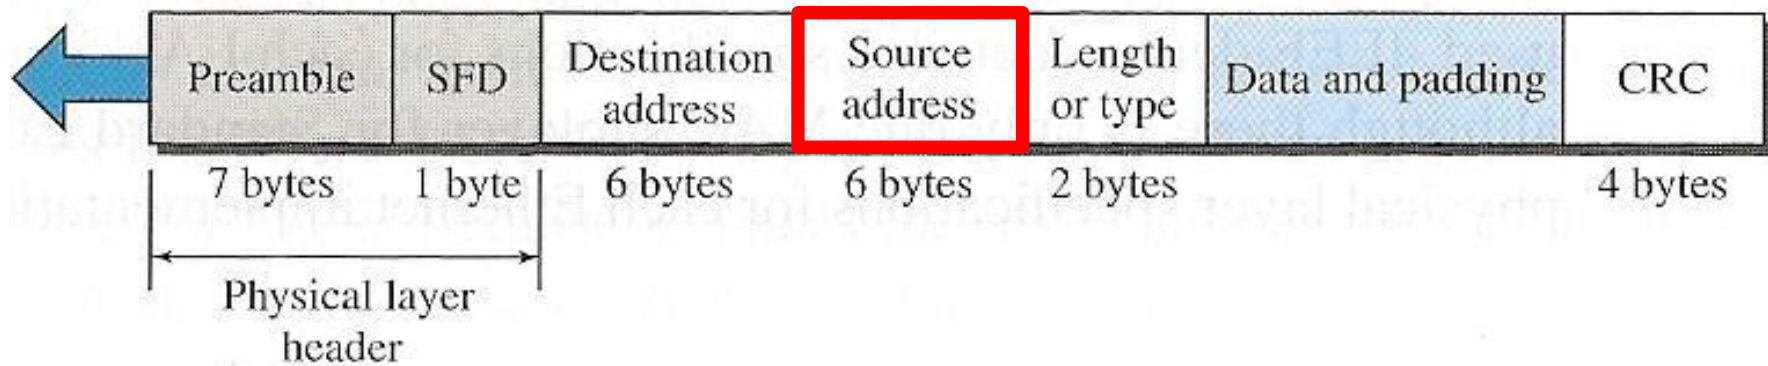 Preamble
SFD
Destination
address
Source
address
Length
or type
Data and padding
CRC
7 bytes
1 byte
6 bytes
6 bytes
2 bytes
4 bytes
Physical layer
header